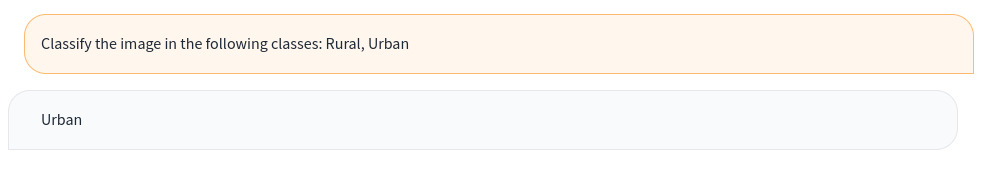 Classify the image in the following classes: Rural, Urban
Urban